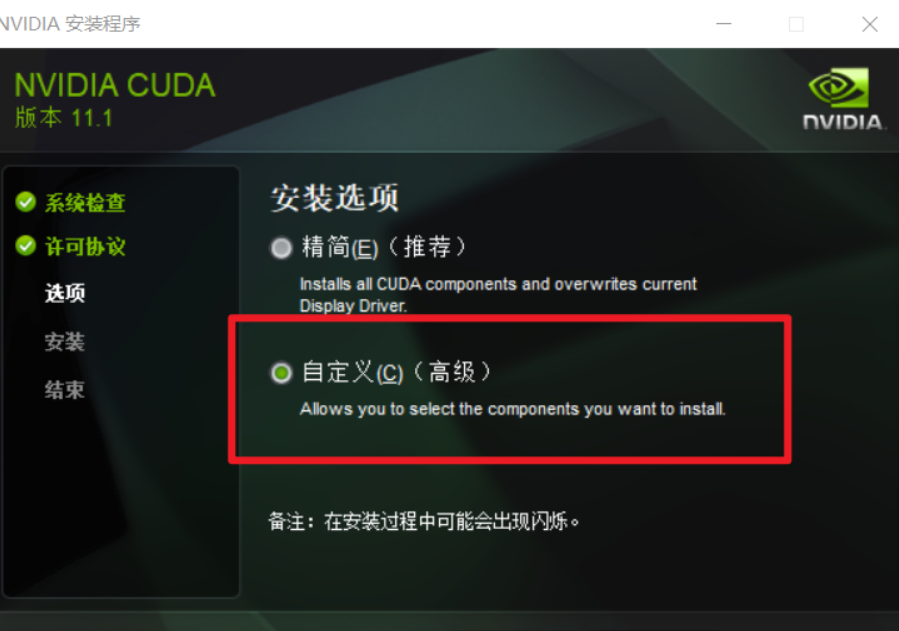 NVIDIA 安装程序
NVIDIA CUDA
版本 11.1
NVIDIA.
系统检查
许可协议
选项
安装
结束
安装选项
精简(E)（推荐）
Installs all CUDA components and overwrites current
Display Driver.
自定义(C)（高级）
Allows you to select the components you want to install.
备注：在安装过程中可能会出现闪烁。